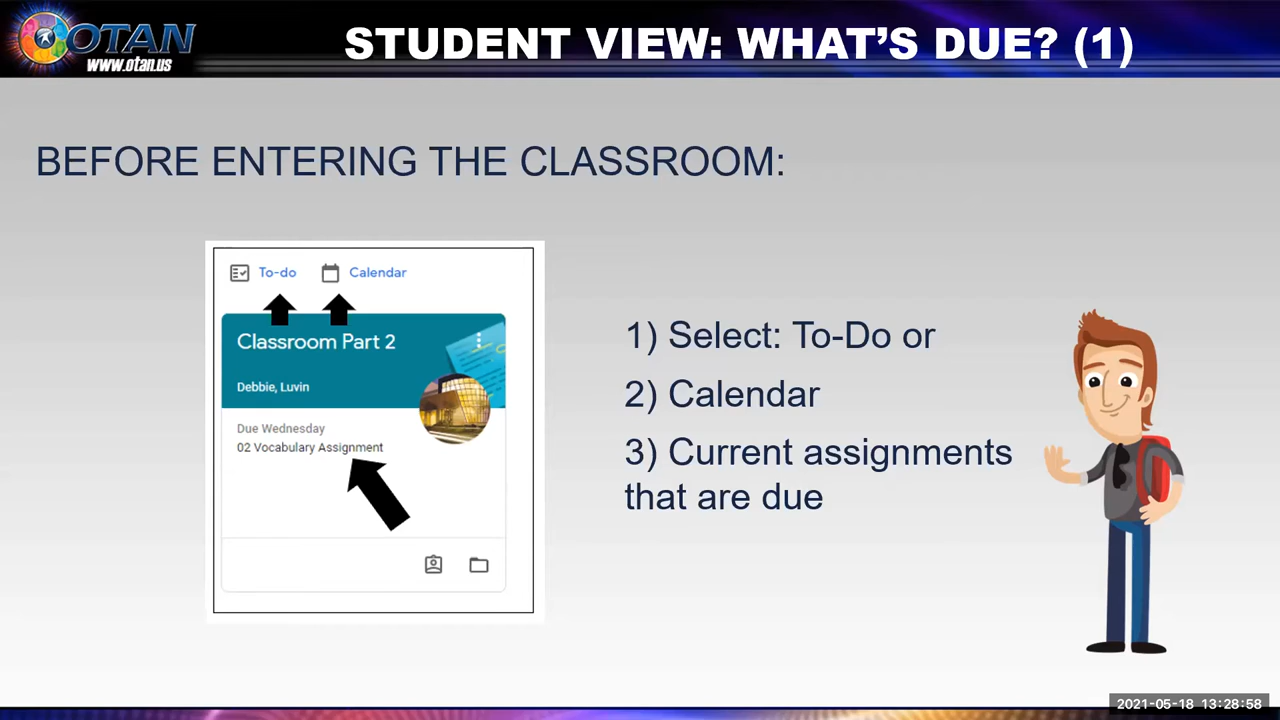 OTAN
www.otan.us
STUDENT VIEW: WHAT'S DUE? (1)
BEFORE ENTERING THE CLASSROOM:
To-do Calendar
Classroom Part 2
Debbie, Luvin
Due Wednesday
02 Vocabulary Assignment
1) Select: To-Do or
2) Calendar
3) Current assignments
that are due
2021-05-18 13:28:58